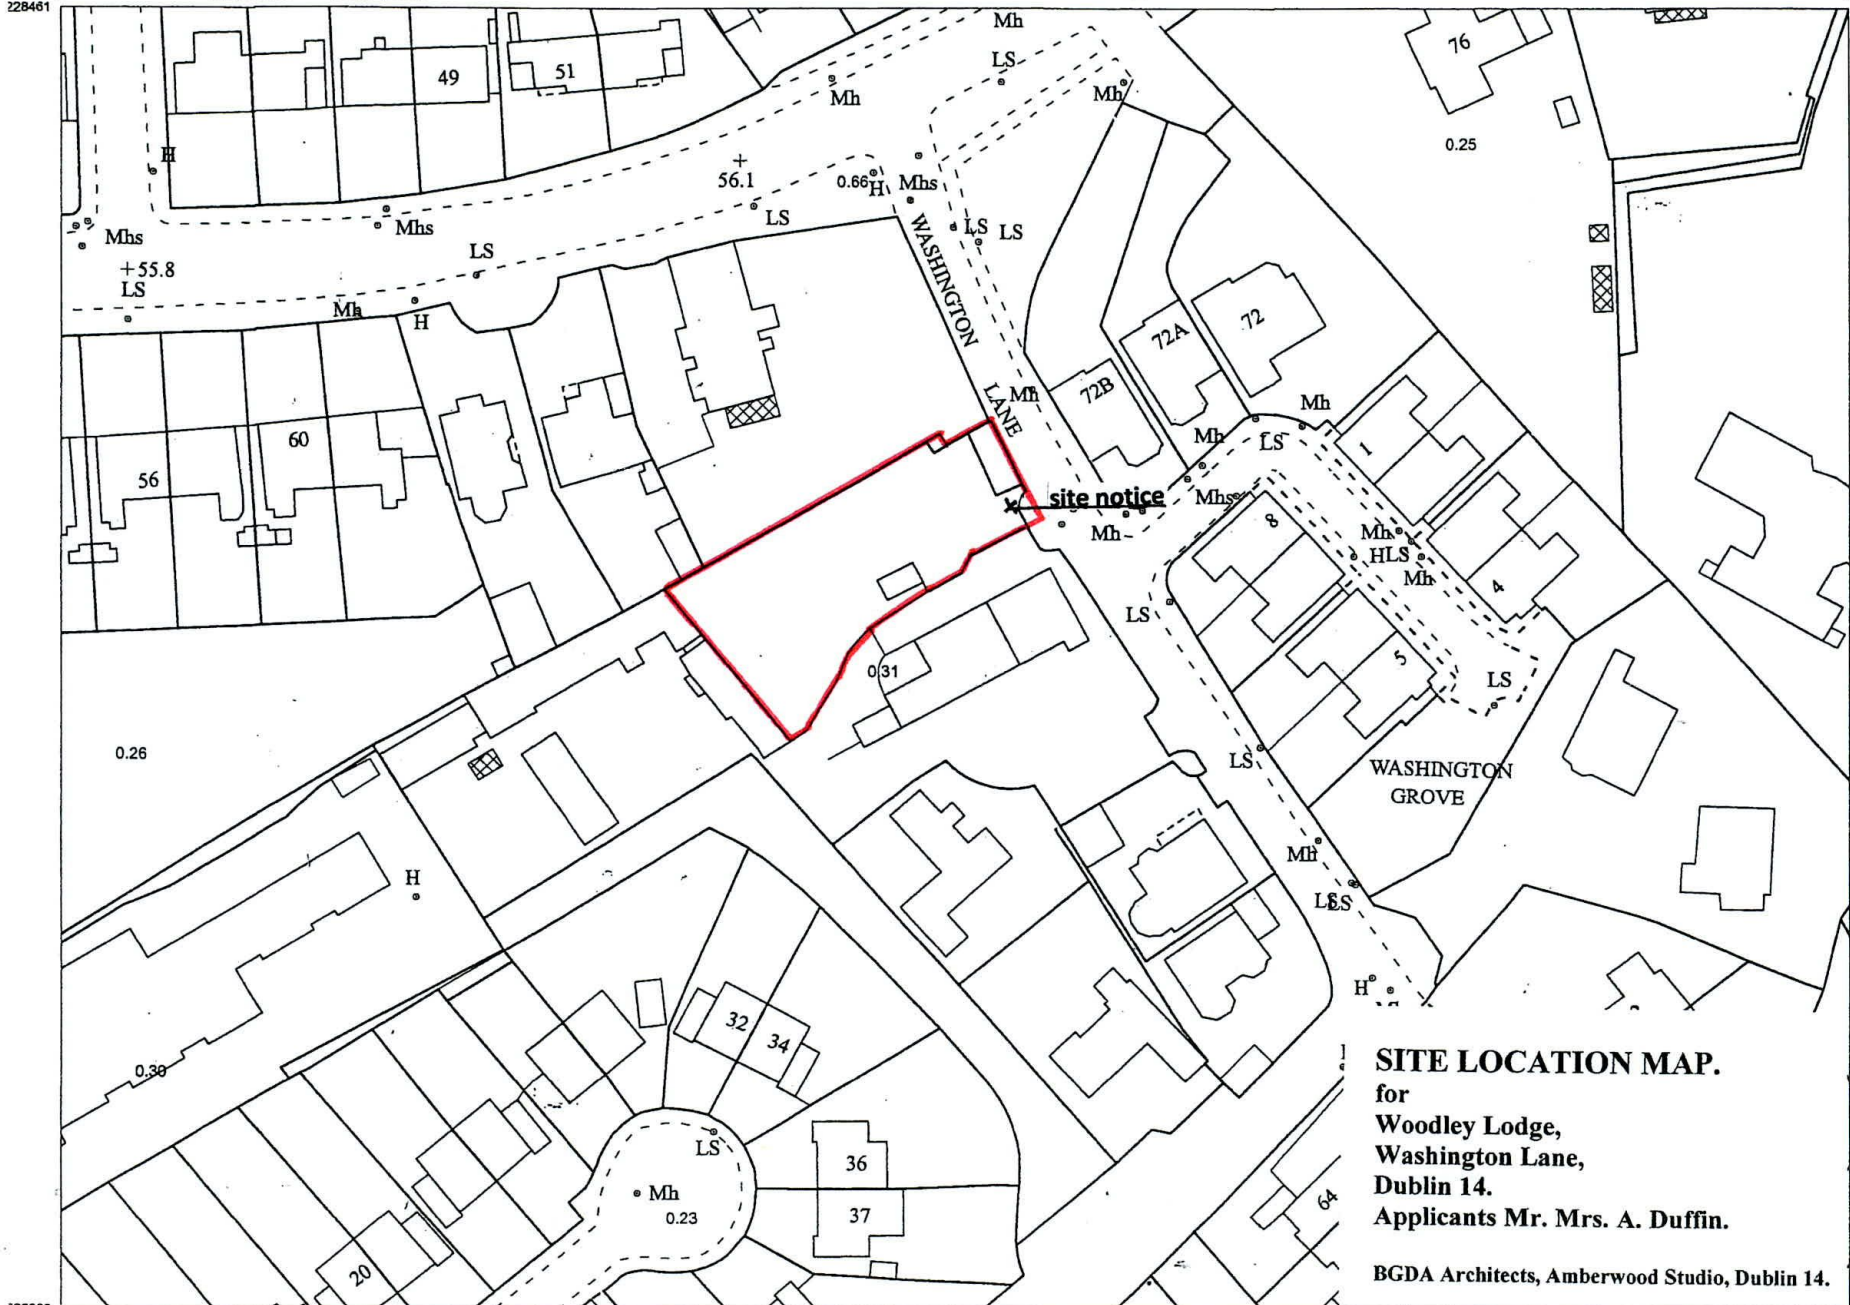 228461
49
51
Mh
LS
76
Mh
Mh
H
0.25
56.1
0.66
H
Mhs
LS
LS
LS
Mhs
Mhs
WASHINGTON
LANE
+55.8
LS
LS
Mh
H
72A
72
72B
Mh
Mh
Mh
LS
60
56
1
site notice
Mhs
Mh
8
Mh
HLS
Mh
4
LS
0.31
5
LS
0.26
LS
WASHINGTON
GROVE
Mh
H
LS
LS
H
32
34
0.30
LS
36
Mh
0.23
37
64
20
SITE LOCATION MAP.
for
Woodley Lodge,
Washington Lane,
Dublin 14.
Applicants Mr. Mrs. A. Duffin.
BGDA Architects, Amberwood Studio, Dublin 14.